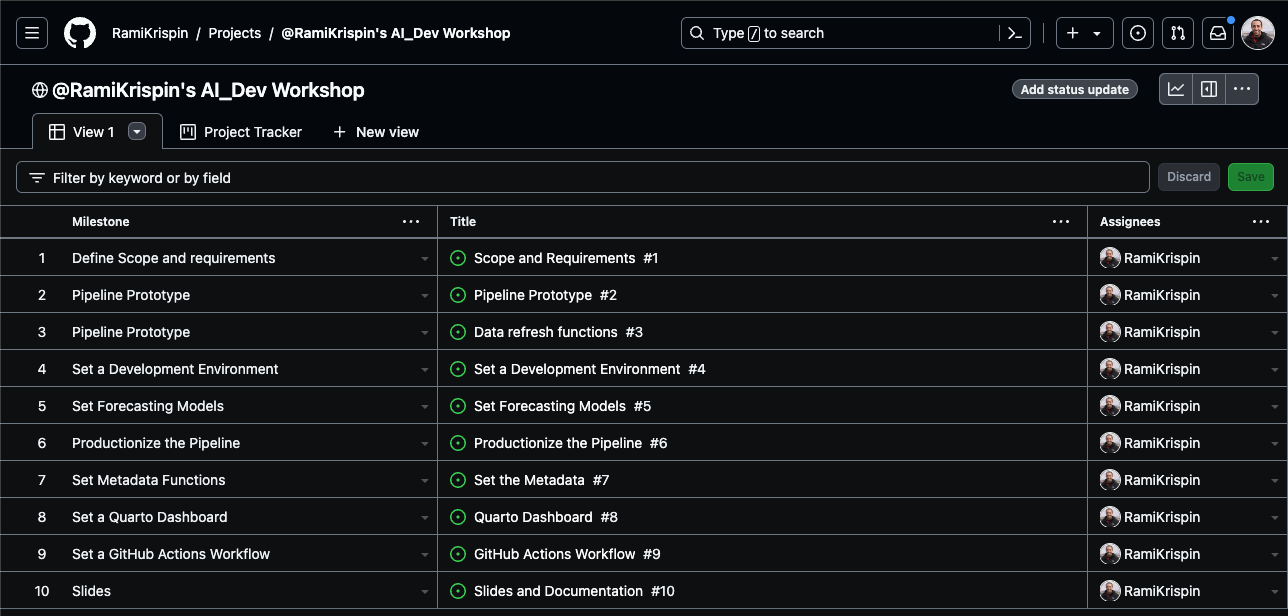 RamiKrispin / Projects / @RamiKrispin's AI_Dev Workshop
Type / to search
@RamiKrispin's AI_Dev Workshop
Add status update
View 1
Project Tracker
New view
Filter by keyword or by field
Discard
Save
Milestone Title Assignees
1 Define Scope and requirements Scope and Requirements #1 RamiKrispin
2 Pipeline Prototype Pipeline Prototype #2 RamiKrispin
3 Pipeline Prototype Data refresh functions #3 RamiKrispin
4 Set a Development Environment Set a Development Environment #4 RamiKrispin
5 Set Forecasting Models Set Forecasting Models #5 RamiKrispin
6 Productionize the Pipeline Productionize the Pipeline #6 RamiKrispin
7 Set Metadata Functions Set the Metadata #7 RamiKrispin
8 Set a Quarto Dashboard Quarto Dashboard #8 RamiKrispin
9 Set a GitHub Actions Workflow GitHub Actions Workflow #9 RamiKrispin
10 Slides Slides and Documentation #10 RamiKrispin